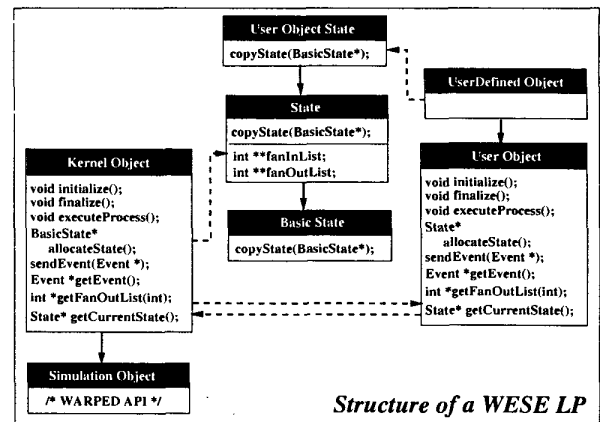 User Object State
copyState(BasicState*);
UserDefined Object
State
copyState(BasicState*);
int **fanInList;
int **fanOutList;
Kernel Object
void initialize();
void finalize();
void executeProcess();
BasicState*
allocateState();
sendEvent(Event *);
Event *getEvent();
int *getFanOutList(int);
State* getCurrentState();
User Object
void initialize();
void finalize();
void executeProcess();
State*
allocateState();
sendEvent(Event *);
Event *getEvent();
int *getFanOutList(int);
State* getCurrentState();
Basic State
copyState(BasicState*);
Simulation Object
/* WARPED API */
Structure of a WESE LP